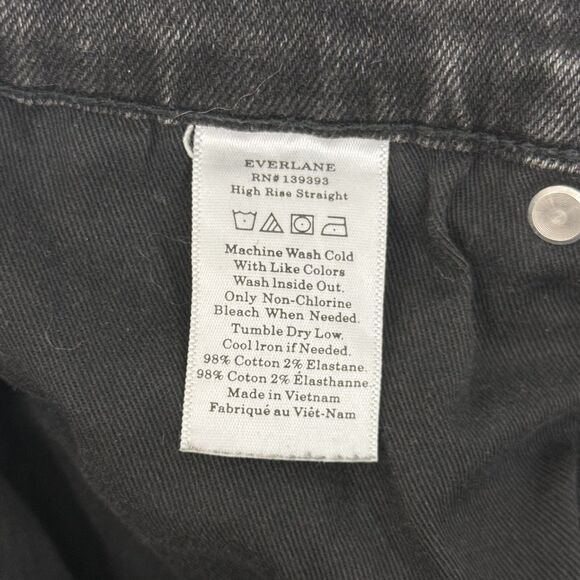 EVERLANE
RN# 139393
High Rise Straight
Machine Wash Cold
With Like Colors
Wash Inside Out.
Only Non-Chlorine
Bleach When Needed.
Tumble Dry Low.
Cool Iron if Needed.
98% Cotton 2% Elastane.
98% Coton 2% Élasthanne.
Made in Vietnam
Fabriqué au Viêt-Nam